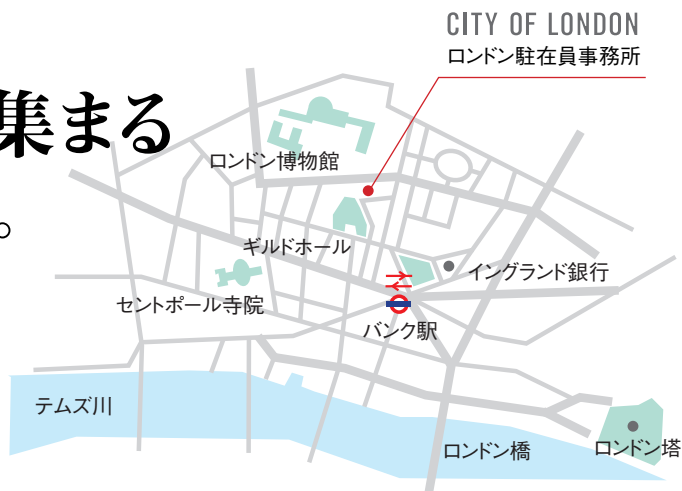 CITY OF LONDON
ロンドン駐在員事務所
集まる
。
ロンドン博物館
ギルドホール
イングランド銀行
セントポール寺院
バンク駅
テムズ川
ロンドン橋
ロンドン塔